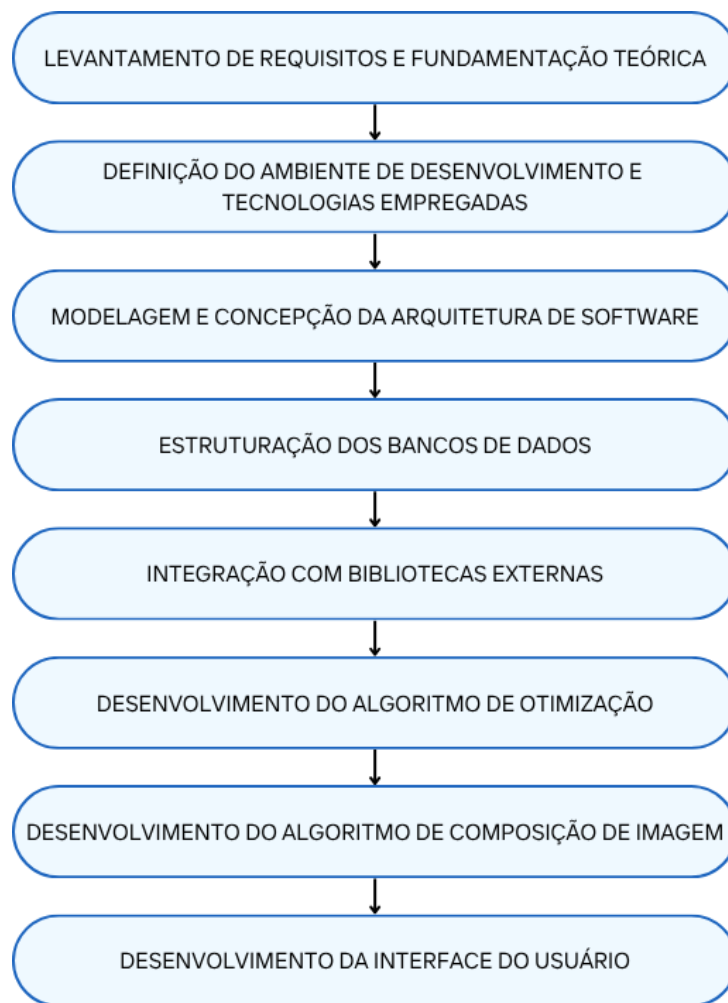 LEVANTAMENTO DE REQUISITOS E FUNDAMENTAÇÃO TEÓRICA
DEFINIÇÃO DO AMBIENTE DE DESENVOLVIMENTO E
TECNOLOGIAS EMPREGADAS
MODELAGEM E CONCEPÇÃO DA ARQUITETURA DE SOFTWARE
ESTRUTURAÇÃO DOS BANCOS DE DADOS
INTEGRAÇÃO COM BIBLIOTECAS EXTERNAS
DESENVOLVIMENTO DO ALGORITMO DE OTIMIZAÇÃO
DESENVOLVIMENTO DO ALGORITMO DE COMPOSIÇÃO DE IMAGEM
DESENVOLVIMENTO DA INTERFACE DO USUÁRIO